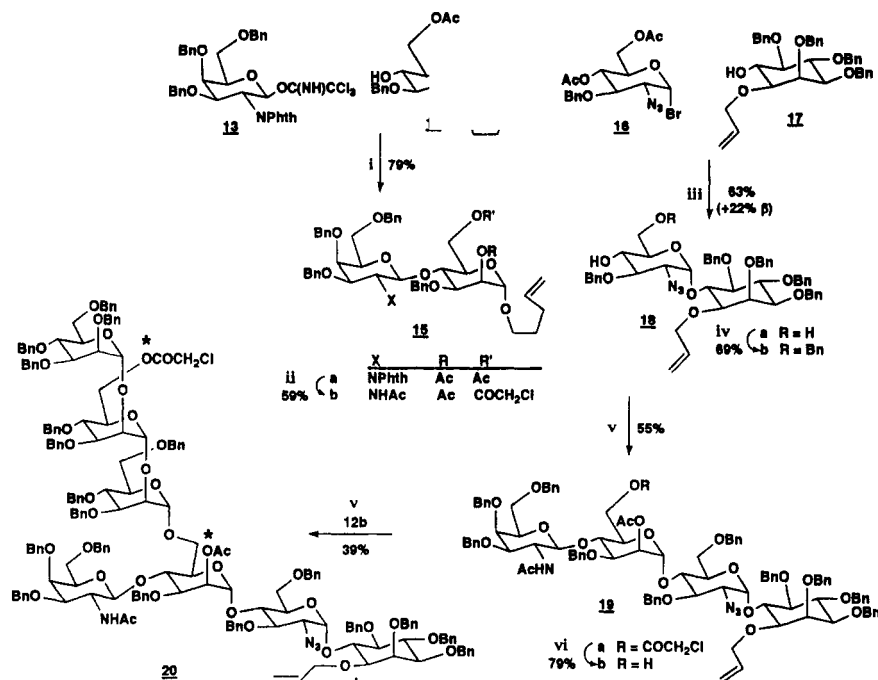 OBn
BnO
BnO
O
OC(NH)CCl3
NPhth
13
OAc
HO
BnO
i
79%
OAc
AcO
BnO
O
N3
Br
16
BnO
OBn
OBn
OBn
HO
O
17
iii
63%
(+22% β)
OBn
BnO
BnO
O
X
OR'
OR
O
O
BnO
O
15
X R R'
ii a NPhth Ac Ac
59% b NHAc Ac COCH2Cl
OR
HO
BnO
O
N3
O
BnO
OBn
OBn
OBn
O
18
iv a R = H
69% b R = Bn
v
55%
OBn
OBn
BnO
BnO
O
*
OCOCH2Cl
O
O
BnO
BnO
O
OBn
O
BnO
BnO
O
v
12b
39%
BnO
OBn
BnO
O
NHAc
O
*
OAc
O
BnO
O
OBn
O
BnO
N3
O
BnO
OBn
OBn
OBn
O
20
BnO
OBn
BnO
O
AcHN
O
OR
AcO
O
BnO
O
OBn
O
BnO
N3
O
BnO
OBn
OBn
OBn
O
19
vi a R = COCH2Cl
79% b R = H